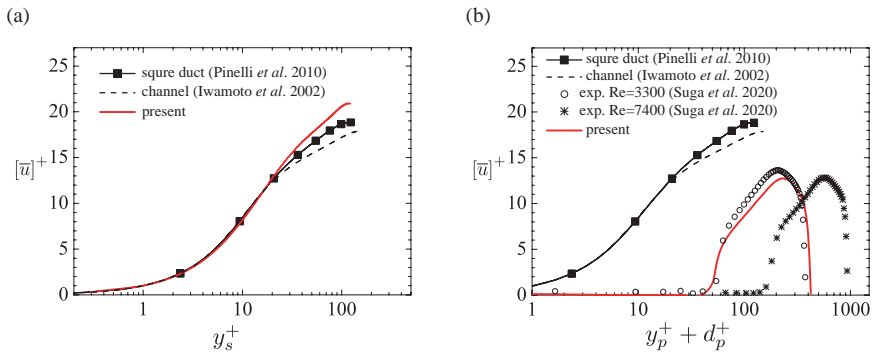 (a)
25
20
15
10
5
0
[u̅]⁺
squre duct (Pinelli et al. 2010)
channel (Iwamoto et al. 2002)
present
1
10
100
yₛ⁺
(b)
25
20
15
10
5
0
[u̅]⁺
squre duct (Pinelli et al. 2010)
channel (Iwamoto et al. 2002)
exp. Re=3300 (Suga et al. 2020)
exp. Re=7400 (Suga et al. 2020)
present
1
10
100
1000
yₚ⁺ + dₚ⁺